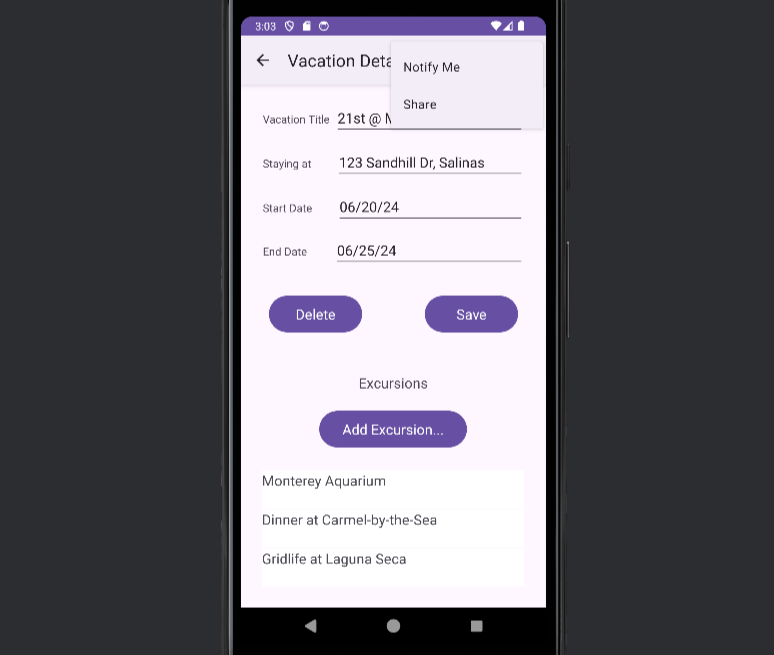 3:03
Vacation Deta
Notify Me
Share
Vacation Title 21st @
Staying at 123 Sandhill Dr, Salinas
Start Date 06/20/24
End Date 06/25/24
Delete Save
Excursions
Add Excursion...
Monterey Aquarium
Dinner at Carmel-by-the-Sea
Gridlife at Laguna Seca